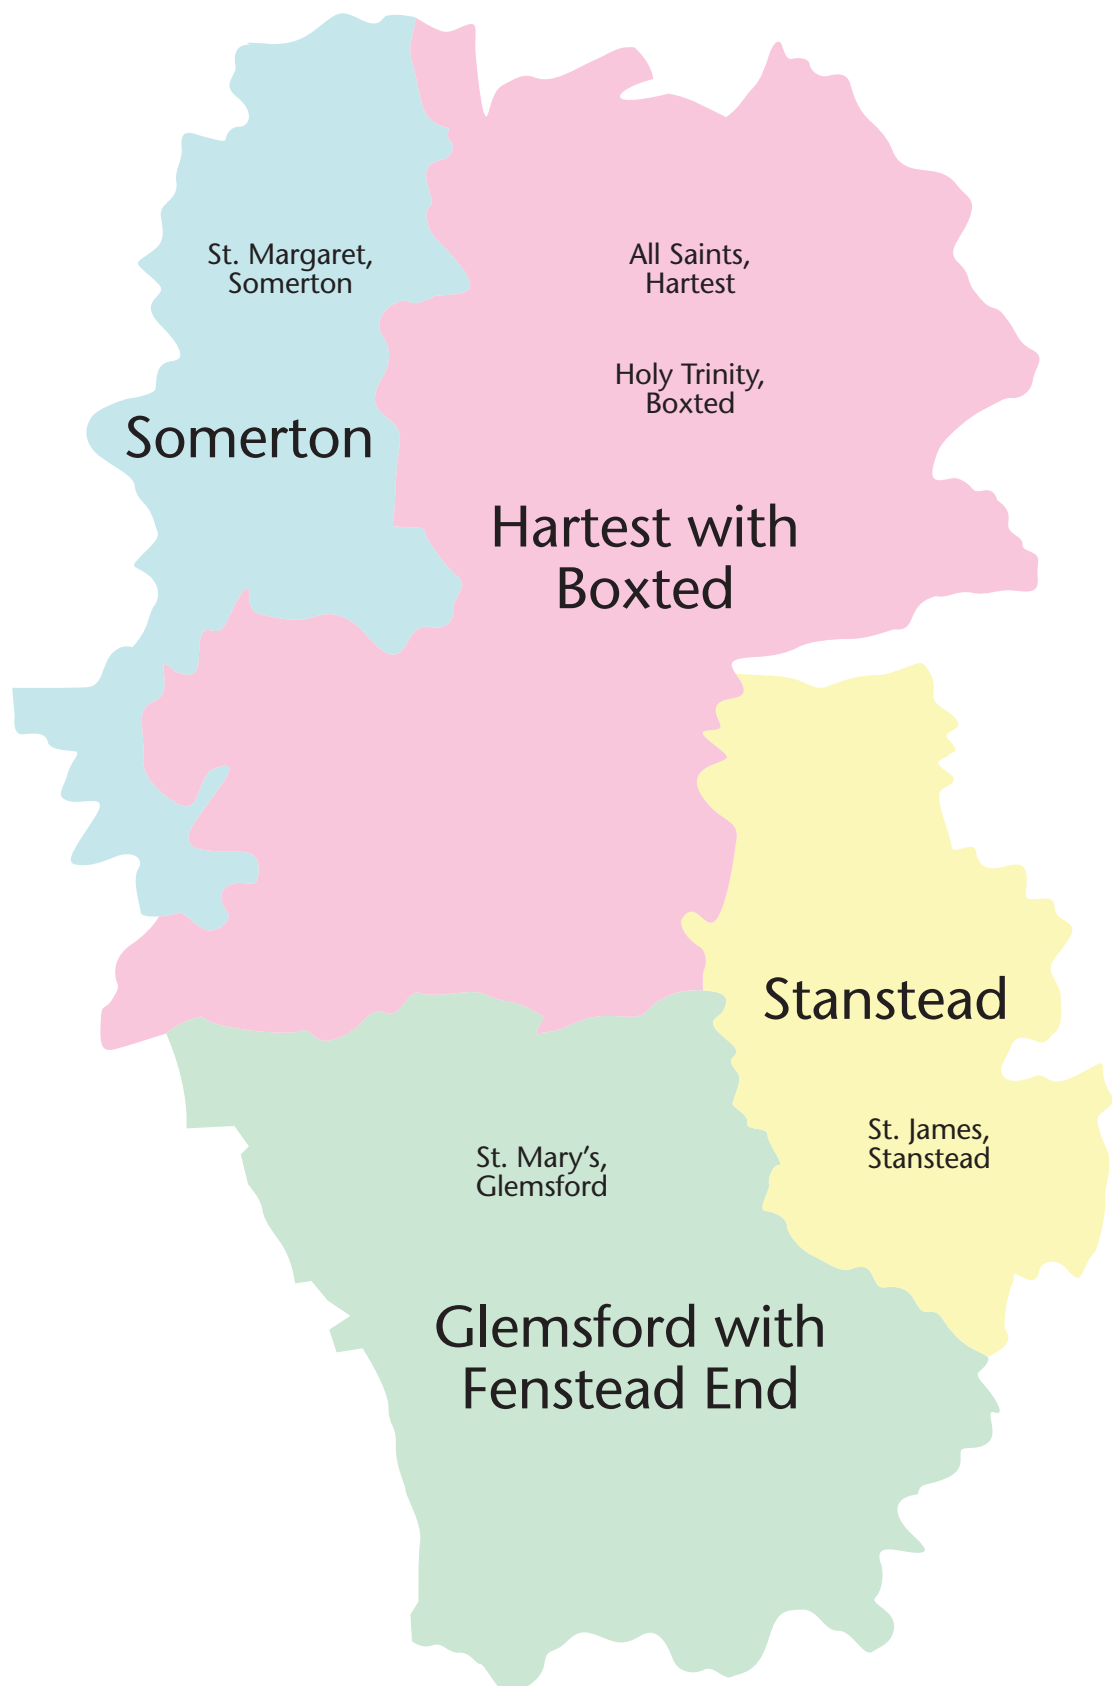 St. Margaret,
Somerton
All Saints,
Hartest
Holy Trinity,
Boxted
Somerton
Hartest with
Boxted
Stanstead
St. James,
Stanstead
St. Mary’s,
Glemsford
Glemsford with
Fenstead End